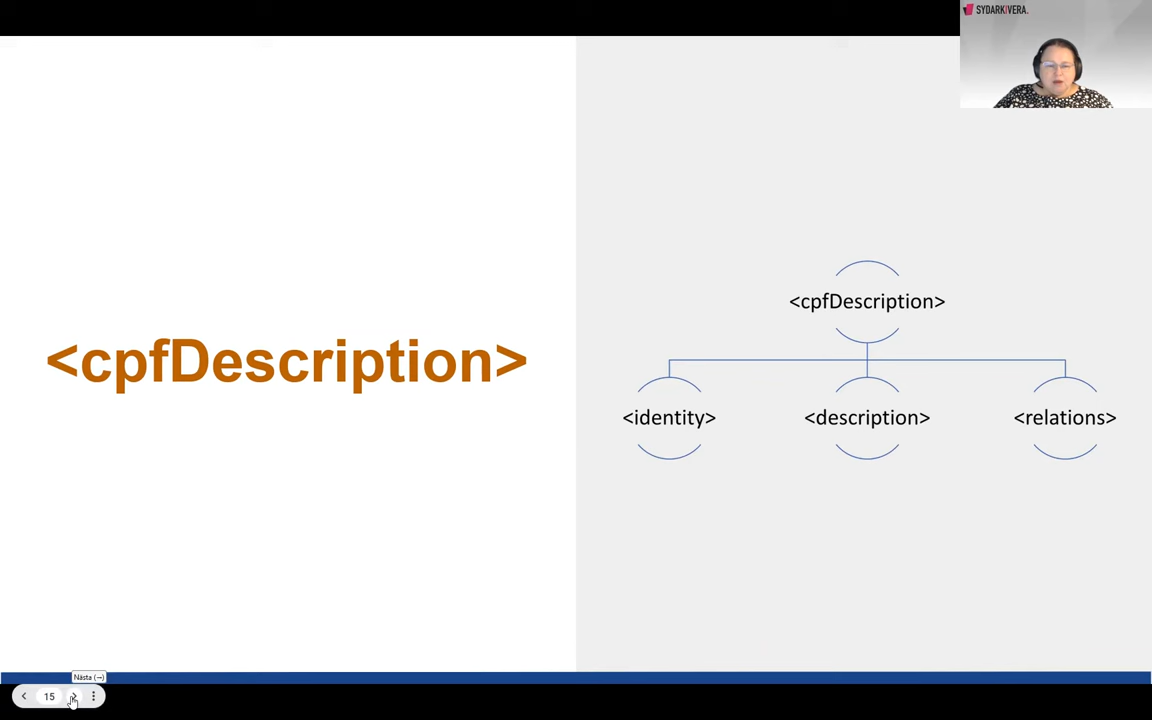 SYDARKIVERA.
<cpfDescription>
<cpfDescription>
<identity>
<description>
<relations>
Nästa (→)
15